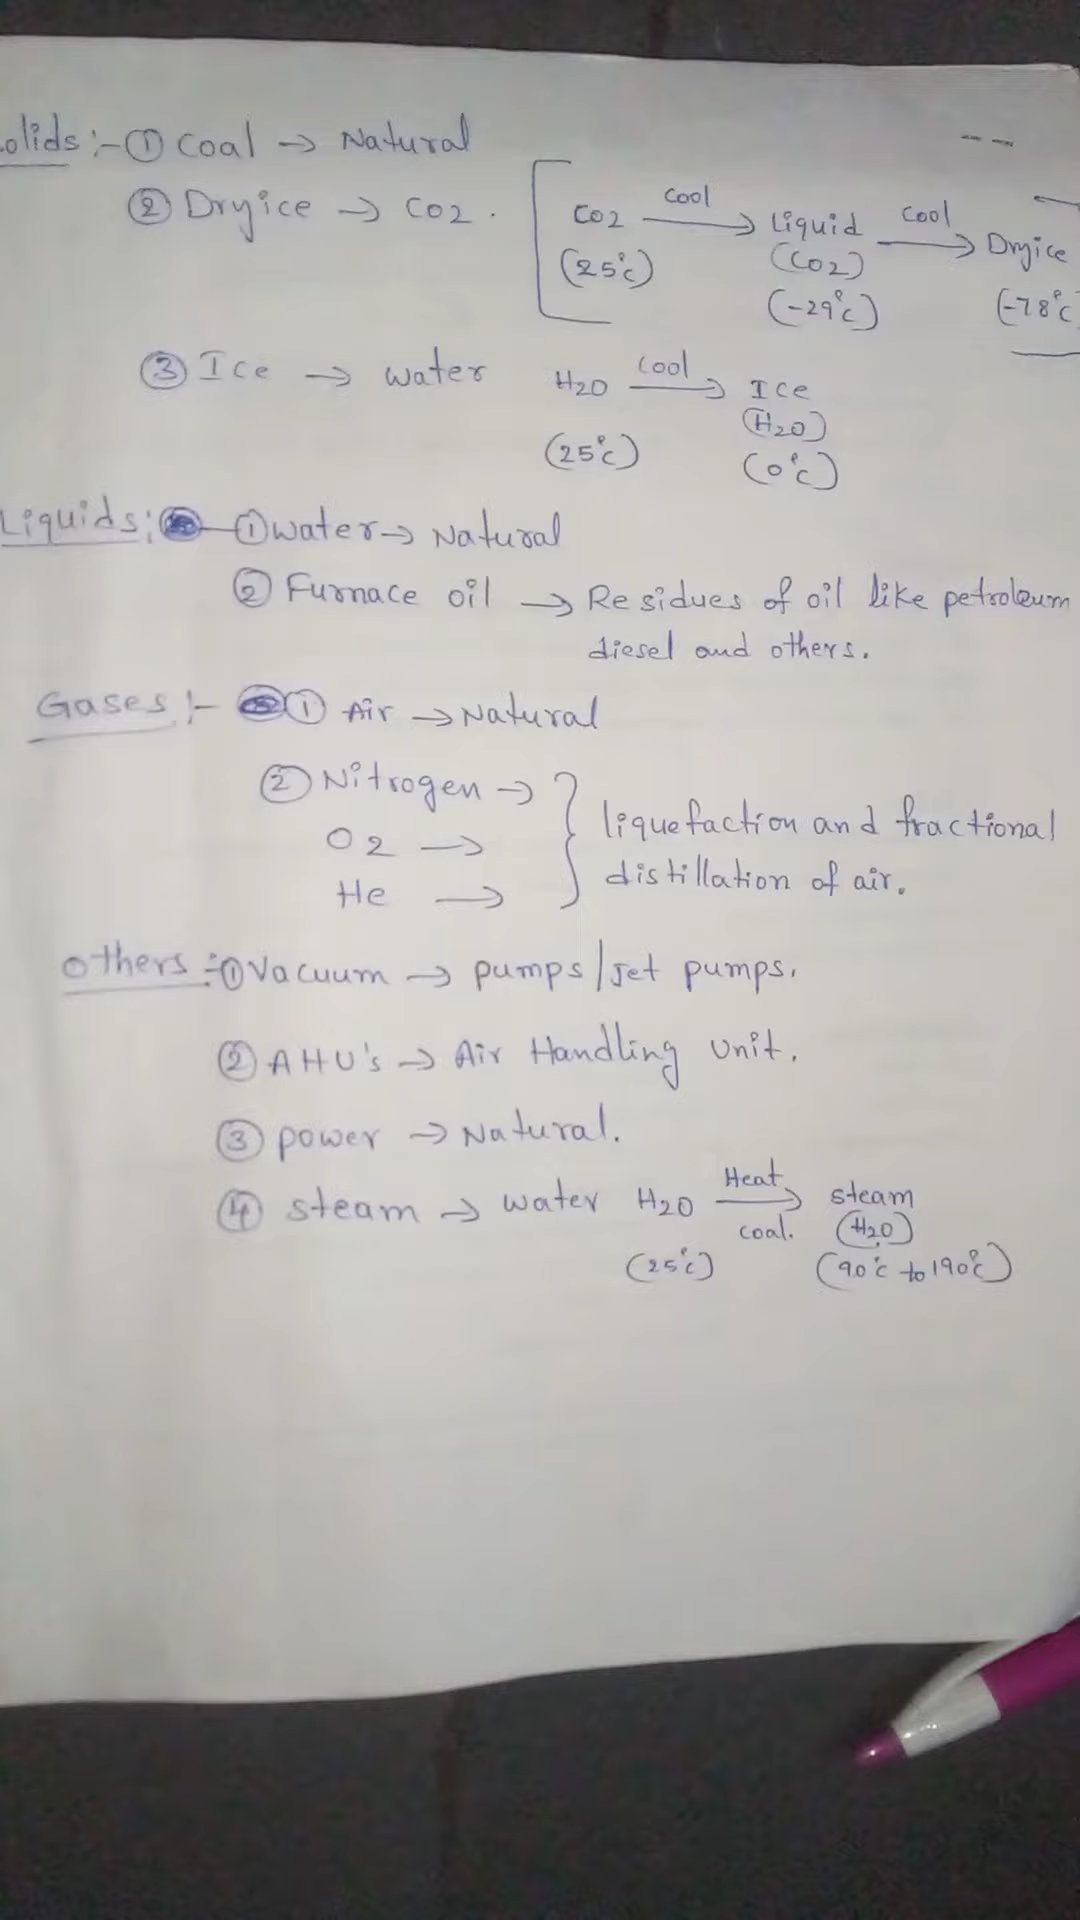 olids :- ① Coal → Natural
② Dryice → CO2 . [ CO2 cool → Liquid cool → Dryice
(25°c) (CO2)
(-29°c) (-78°c
③ Ice → water H2O cool → Ice
(H2O)
(25°c) (0°c)
Liquids: ① Water → Natural
② Furnace oil → Residues of oil like petroleum
diesel and others.
Gases :- ① Air → Natural
② Nitrogen → } liquefaction and fractional
O2 → distillation of air.
He →
Others :- ① Vacuum → pumps/Jet pumps.
② AHU's → Air Handling Unit.
③ power → Natural.
④ steam → water H2O Heat → steam
coal. (H2O)
(25°c) (90°c to 190°c)